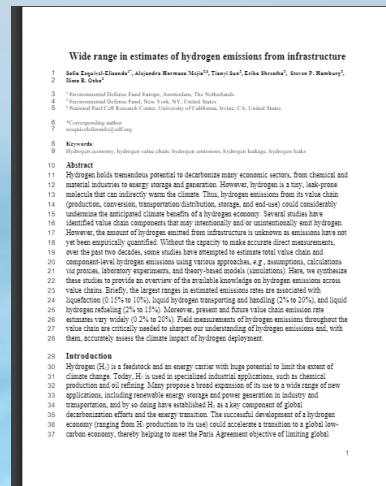 Wide range in estimates of hydrogen emissions from infrastructure
1 Sofia Esquivel-Elizondo¹*, Alejandra Hormaza Mejia²,³, Tianyi Sun², Eriko Shrestha², Steven P. Hamburg²,
2 Ilissa B. Ocko²
3 ¹ Environmental Defense Fund Europe, Amsterdam, The Netherlands
4 ² Environmental Defense Fund, New York, NY, United States
5 ³ National Fuel Cell Research Center, University of California, Irvine, CA, United States
6 *Corresponding author
7 sesquivelelizondo@edf.org
8 Keywords:
9 Hydrogen economy, hydrogen value chain, hydrogen emissions, hydrogen leakage, hydrogen leaks
10 Abstract
11 Hydrogen holds tremendous potential to decarbonize many economic sectors, from chemical and
12 material industries to energy storage and generation. However, hydrogen is a tiny, leak-prone
13 molecule that can indirectly warm the climate. Thus, hydrogen emissions from its value chain
14 (production, conversion, transportation/distribution, storage, and end-use) could considerably
15 undermine the anticipated climate benefits of a hydrogen economy. Several studies have
16 identified value chain components that may intentionally and/or unintentionally emit hydrogen.
17 However, the amount of hydrogen emitted from infrastructure is unknown as emissions have not
18 yet been empirically quantified. Without the capacity to make accurate direct measurements,
19 over the past two decades, some studies have attempted to estimate total value chain and
20 component-level hydrogen emissions using various approaches, e.g., assumptions, calculations
21 via proxies, laboratory experiments, and theory-based models (simulations). Here, we synthesize
22 these studies to provide an overview of the available knowledge on hydrogen emissions across
23 value chains. Briefly, the largest ranges in estimated emissions rates are associated with
24 liquefaction (0.15% to 10%), liquid hydrogen transporting and handling (2% to 20%), and liquid
25 hydrogen refueling (2% to 15%). Moreover, present and future value chain emission rate
26 estimates vary widely (0.2% to 20%). Field measurements of hydrogen emissions throughout the
27 value chain are critically needed to sharpen our understanding of hydrogen emissions and, with
28 them, accurately assess the climate impact of hydrogen deployment.
29 Introduction
30 Hydrogen (H₂) is a feedstock and an energy carrier with huge potential to limit the extent of
31 climate change. Today, H₂ is used in specialized industrial applications, such as chemical
32 production and oil refining. Many propose a broad expansion of its use to a wide range of new
33 applications, including renewable energy storage and power generation in industry and
34 transportation, and by so doing have established H₂ as a key component of global
35 decarbonization efforts and the energy transition. The successful development of a hydrogen
36 economy (ranging from H₂ production to its use) could accelerate a transition to a global low-
37 carbon economy, thereby helping to meet the Paris Agreement objective of limiting global
1